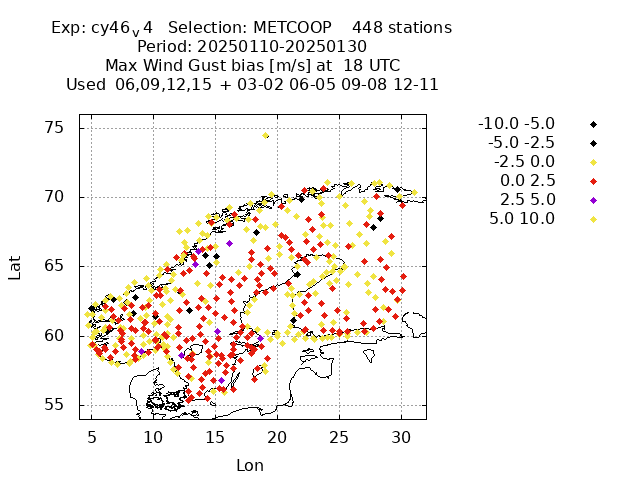 Exp: cy46v4 Selection: METCOOP 448 stations
Period: 20250110-20250130
Max Wind Gust bias [m/s] at 18 UTC
Used 06,09,12,15 + 03-02 06-05 09-08 12-11
-10.0 -5.0
-5.0 -2.5
-2.5 0.0
0.0 2.5
2.5 5.0
5.0 10.0
75
70
65
60
55
Lat
5 10 15 20 25 30
Lon